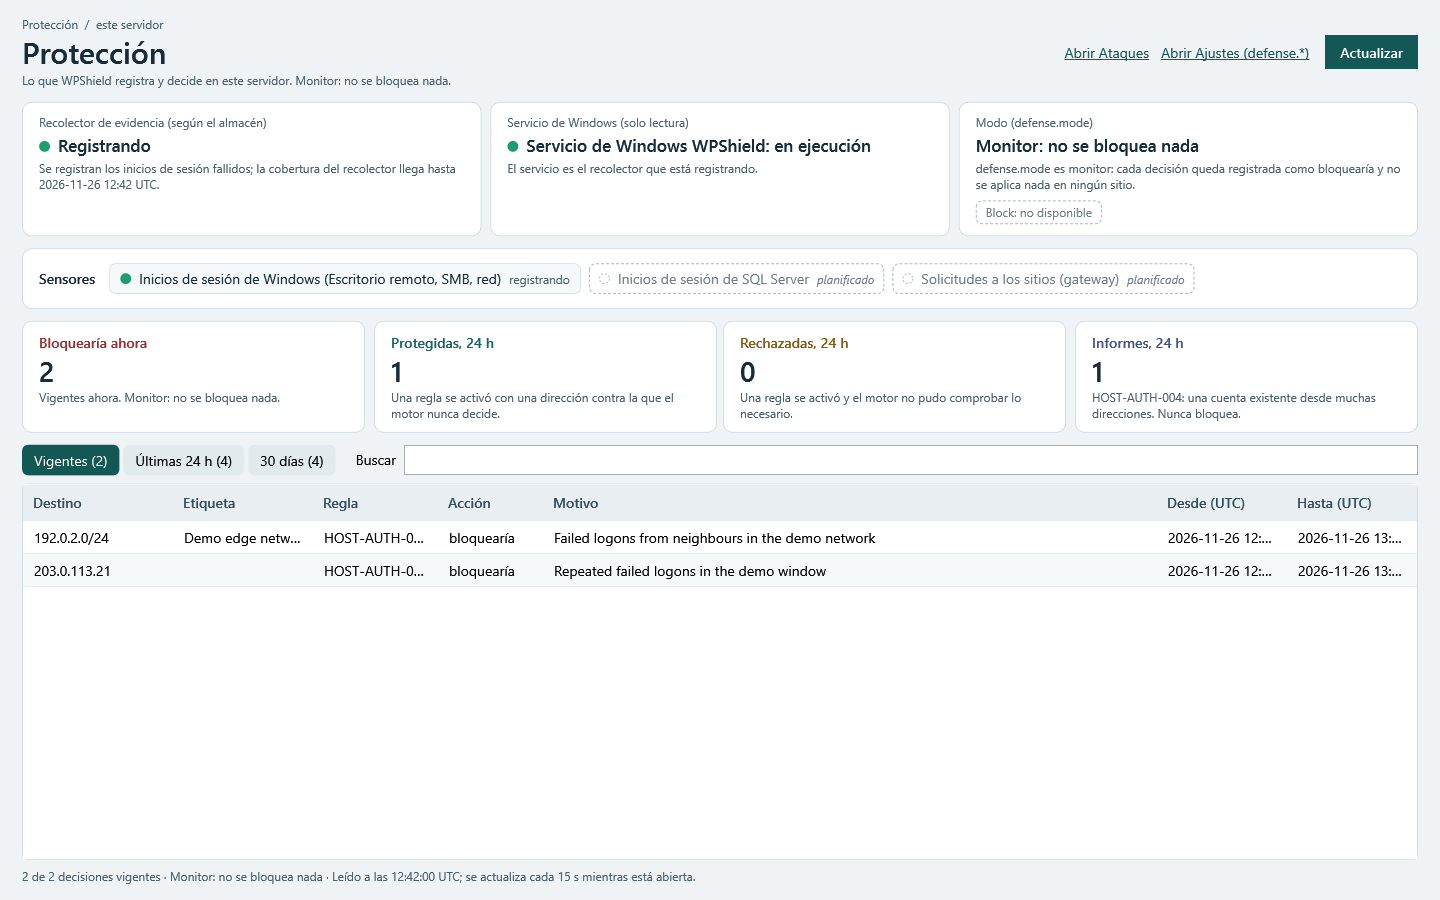 Protección / este servidor
Protección
Abrir Ataques Abrir Ajustes (defense.*) Actualizar
Lo que WPShield registra y decide en este servidor. Monitor: no se bloquea nada.
Recolector de evidencia (según el almacén)
Registrando
Se registran los inicios de sesión fallidos; la cobertura del recolector llega hasta
2026-11-26 12:42 UTC.
Servicio de Windows (solo lectura)
Servicio de Windows WPShield: en ejecución
El servicio es el recolector que está registrando.
Modo (defense.mode)
Monitor: no se bloquea nada
defense.mode es monitor: cada decisión queda registrada como bloquearía y no
se aplica nada en ningún sitio.
Block: no disponible
Sensores Inicios de sesión de Windows (Escritorio remoto, SMB, red) registrando Inicios de sesión de SQL Server planificado Solicitudes a los sitios (gateway) planificado
Bloquearía ahora
2
Vigentes ahora. Monitor: no se bloquea nada.
Protegidas, 24 h
1
Una regla se activó con una dirección contra la que el
motor nunca decide.
Rechazadas, 24 h
0
Una regla se activó y el motor no pudo comprobar lo
necesario.
Informes, 24 h
1
HOST-AUTH-004: una cuenta existente desde muchas
direcciones. Nunca bloquea.
Vigentes (2) Últimas 24 h (4) 30 días (4) Buscar
Destino Etiqueta Regla Acción Motivo Desde (UTC) Hasta (UTC)
192.0.2.0/24 Demo edge netw... HOST-AUTH-0... bloquearía Failed logons from neighbours in the demo network 2026-11-26 12:... 2026-11-26 13:...
203.0.113.21 HOST-AUTH-0... bloquearía Repeated failed logons in the demo window 2026-11-26 12:... 2026-11-26 13:...
2 de 2 decisiones vigentes · Monitor: no se bloquea nada · Leído a las 12:42:00 UTC; se actualiza cada 15 s mientras está abierta.